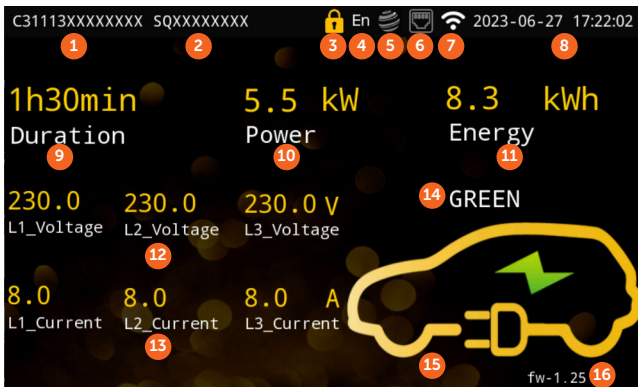 C31113XXXXXXXX SQXXXXXXXX En 2023-06-27 17:22:02
1 2 3 4 5 6 7 8
1h30min 5.5 kW 8.3 kWh
Duration Power Energy
9 10 11
14 GREEN
230.0 230.0 230.0 V
L1_Voltage L2_Voltage L3_Voltage
12
8.0 8.0 8.0 A
L1_Current L2_Current L3_Current
13
15
fw-1.25 16